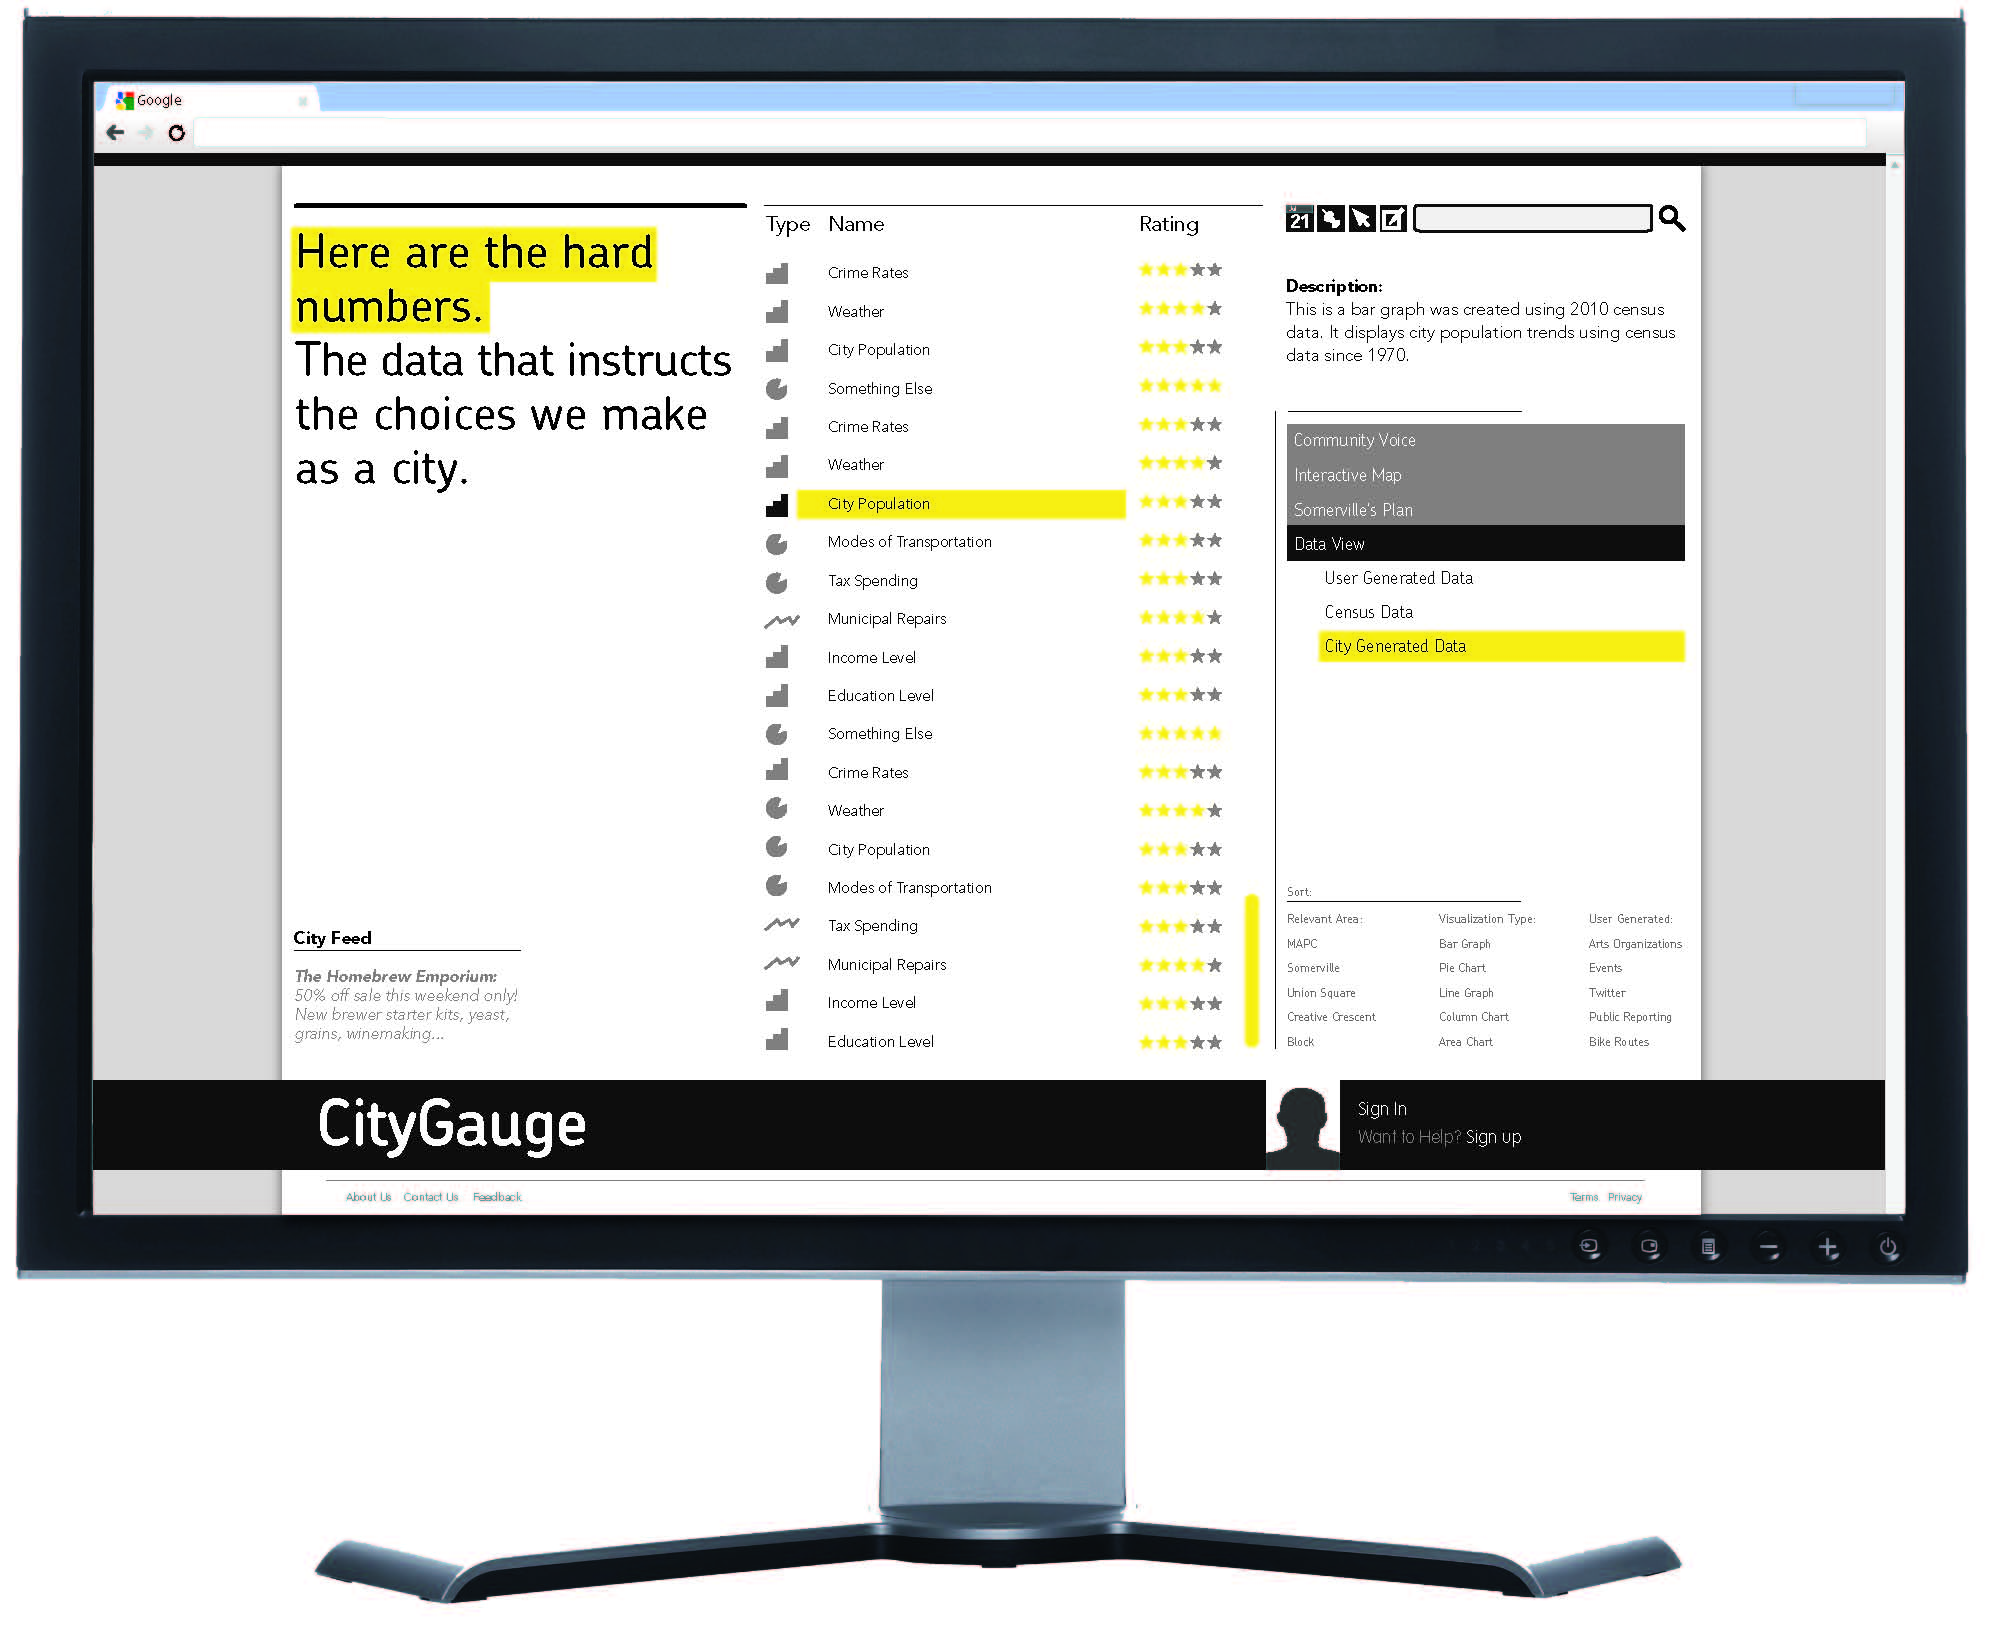 Google
Here are the hard
numbers.
The data that instructs
the choices we make
as a city.
City Feed
The Homebrew Emporium:
50% off sale this weekend only!
New brewer starter kits, yeast,
grains, winemaking...
Type Name Rating
Crime Rates
Weather
City Population
Something Else
Crime Rates
Weather
City Population
Modes of Transportation
Tax Spending
Municipal Repairs
Income Level
Education Level
Something Else
Crime Rates
Weather
City Population
Modes of Transportation
Tax Spending
Municipal Repairs
Income Level
Education Level
Jul
21
Description:
This is a bar graph was created using 2010 census
data. It displays city population trends using census
data since 1970.
Community Voice
Interactive Map
Somerville's Plan
Data View
User Generated Data
Census Data
City Generated Data
Sort:
Relevant Area: Visualization Type: User Generated:
MAPC Bar Graph Arts Organizations
Somerville Pie Chart Events
Union Square Line Graph Twitter
Creative Crescent Column Chart Public Reporting
Block Area Chart Bike Routes
CityGauge
Sign In
Want to Help? Sign up
About Us Contact Us Feedback
Terms Privacy